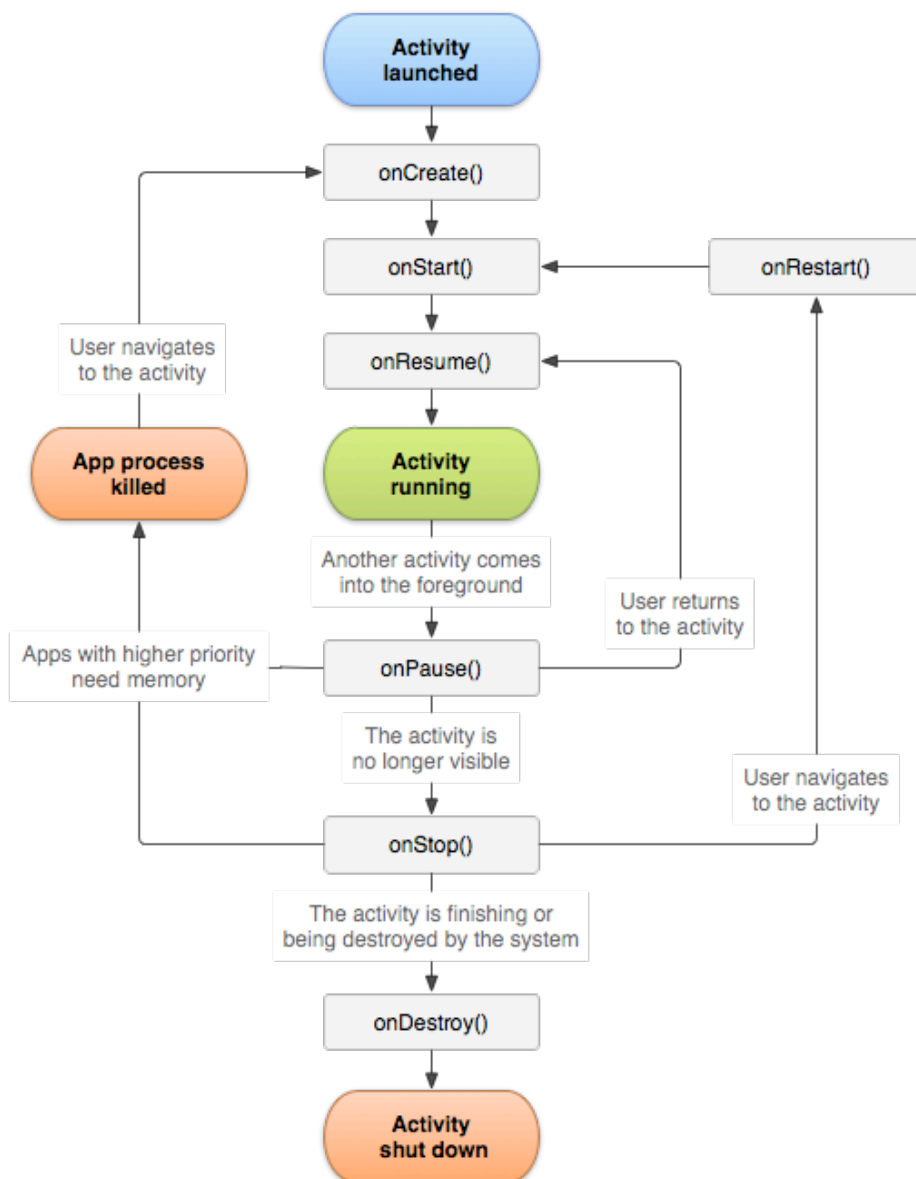 Activity
launched
onCreate()
onStart()
onRestart()
User navigates
to the activity
onResume()
App process
killed
Activity
running
Another activity comes
into the foreground
User returns
to the activity
Apps with higher priority
need memory
onPause()
The activity is
no longer visible
User navigates
to the activity
onStop()
The activity is finishing or
being destroyed by the system
onDestroy()
Activity
shut down